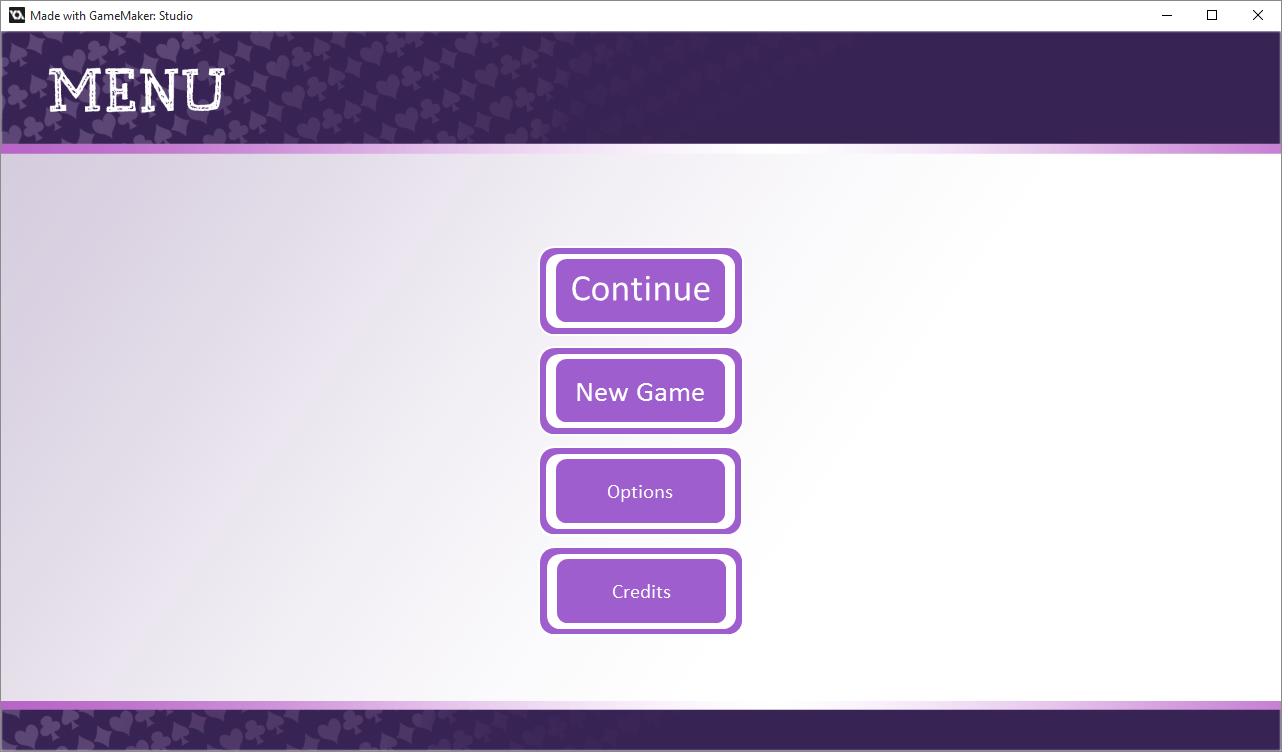 Made with GameMaker: Studio
MENU
Continue
New Game
Options
Credits